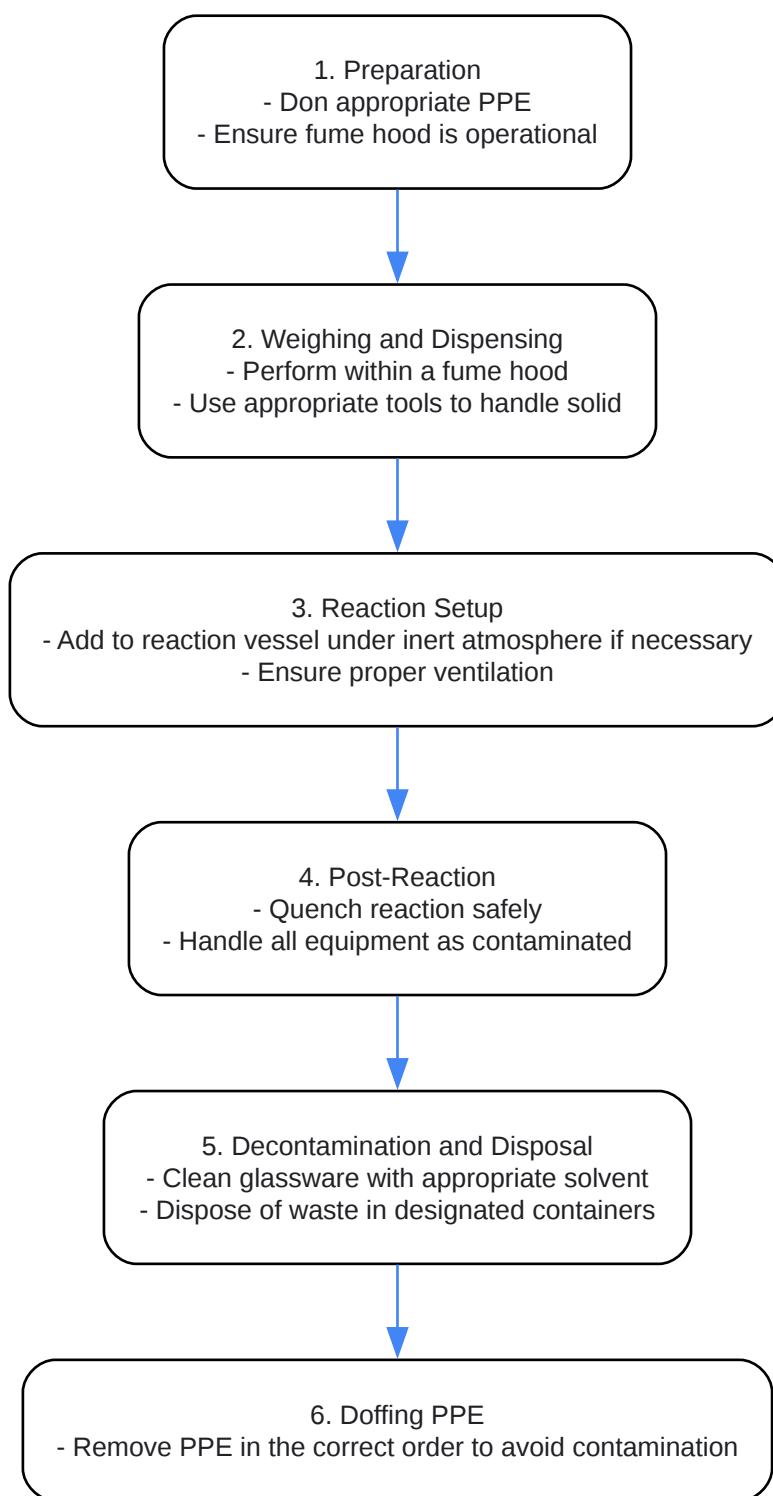 1. Preparation
- Don appropriate PPE
- Ensure fume hood is operational
2. Weighing and Dispensing
- Perform within a fume hood
- Use appropriate tools to handle solid
3. Reaction Setup
- Add to reaction vessel under inert atmosphere if necessary
- Ensure proper ventilation
4. Post-Reaction
- Quench reaction safely
- Handle all equipment as contaminated
5. Decontamination and Disposal
- Clean glassware with appropriate solvent
- Dispose of waste in designated containers
6. Doffing PPE
- Remove PPE in the correct order to avoid contamination